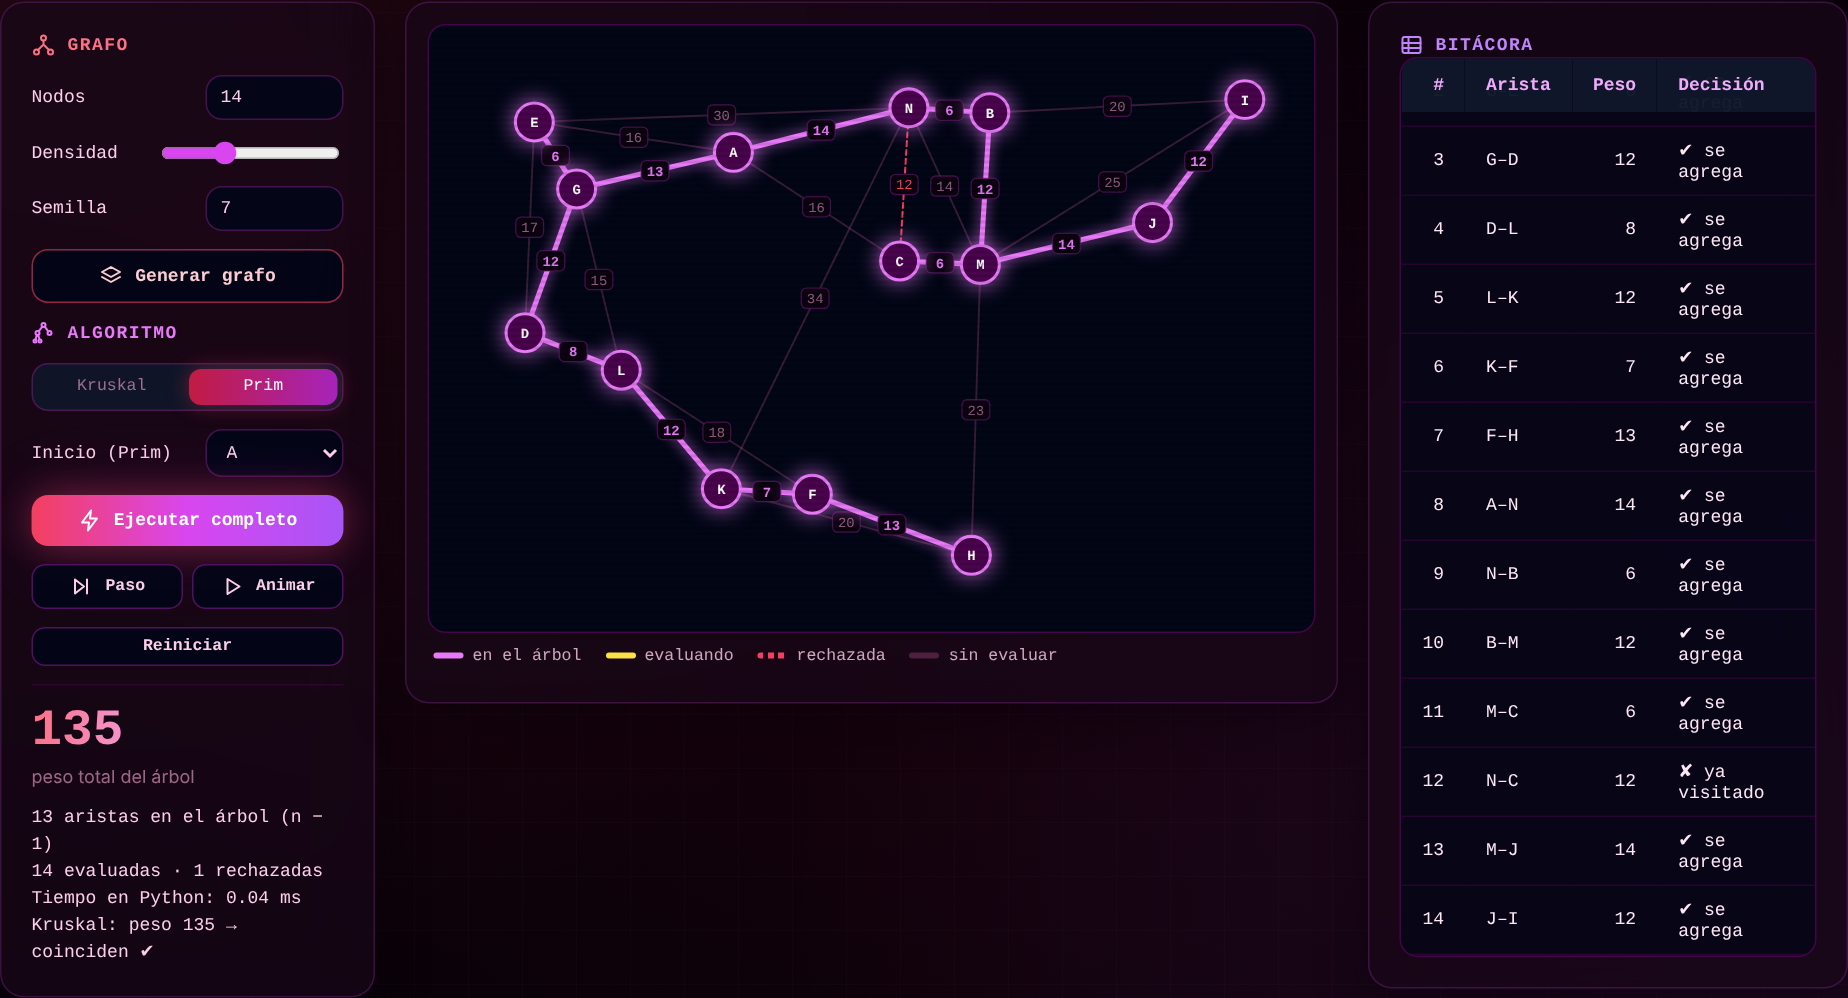 GRAFO
Nodos
14
Densidad
Semilla
7
Generar grafo
ALGORITMO
Kruskal
Prim
Inicio (Prim)
A
Ejecutar completo
Paso
Animar
Reiniciar
135
peso total del árbol
13 aristas en el árbol (n −
1)
14 evaluadas · 1 rechazadas
Tiempo en Python: 0.04 ms
Kruskal: peso 135 →
coinciden ✔
I
N
6
B
20
30
E
14
16
A
6
13
12
G
12
14
12
25
16
J
17
14
12
C
6
M
15
34
D
8
L
23
12
18
K
7
F
20
13
H
en el árbol
evaluando
rechazada
sin evaluar
BITÁCORA
# Arista Peso Decisión
agrega
3 G–D 12 ✔ se
agrega
4 D–L 8 ✔ se
agrega
5 L–K 12 ✔ se
agrega
6 K–F 7 ✔ se
agrega
7 F–H 13 ✔ se
agrega
8 A–N 14 ✔ se
agrega
9 N–B 6 ✔ se
agrega
10 B–M 12 ✔ se
agrega
11 M–C 6 ✔ se
agrega
12 N–C 12 ✘ ya
visitado
13 M–J 14 ✔ se
agrega
14 J–I 12 ✔ se
agrega